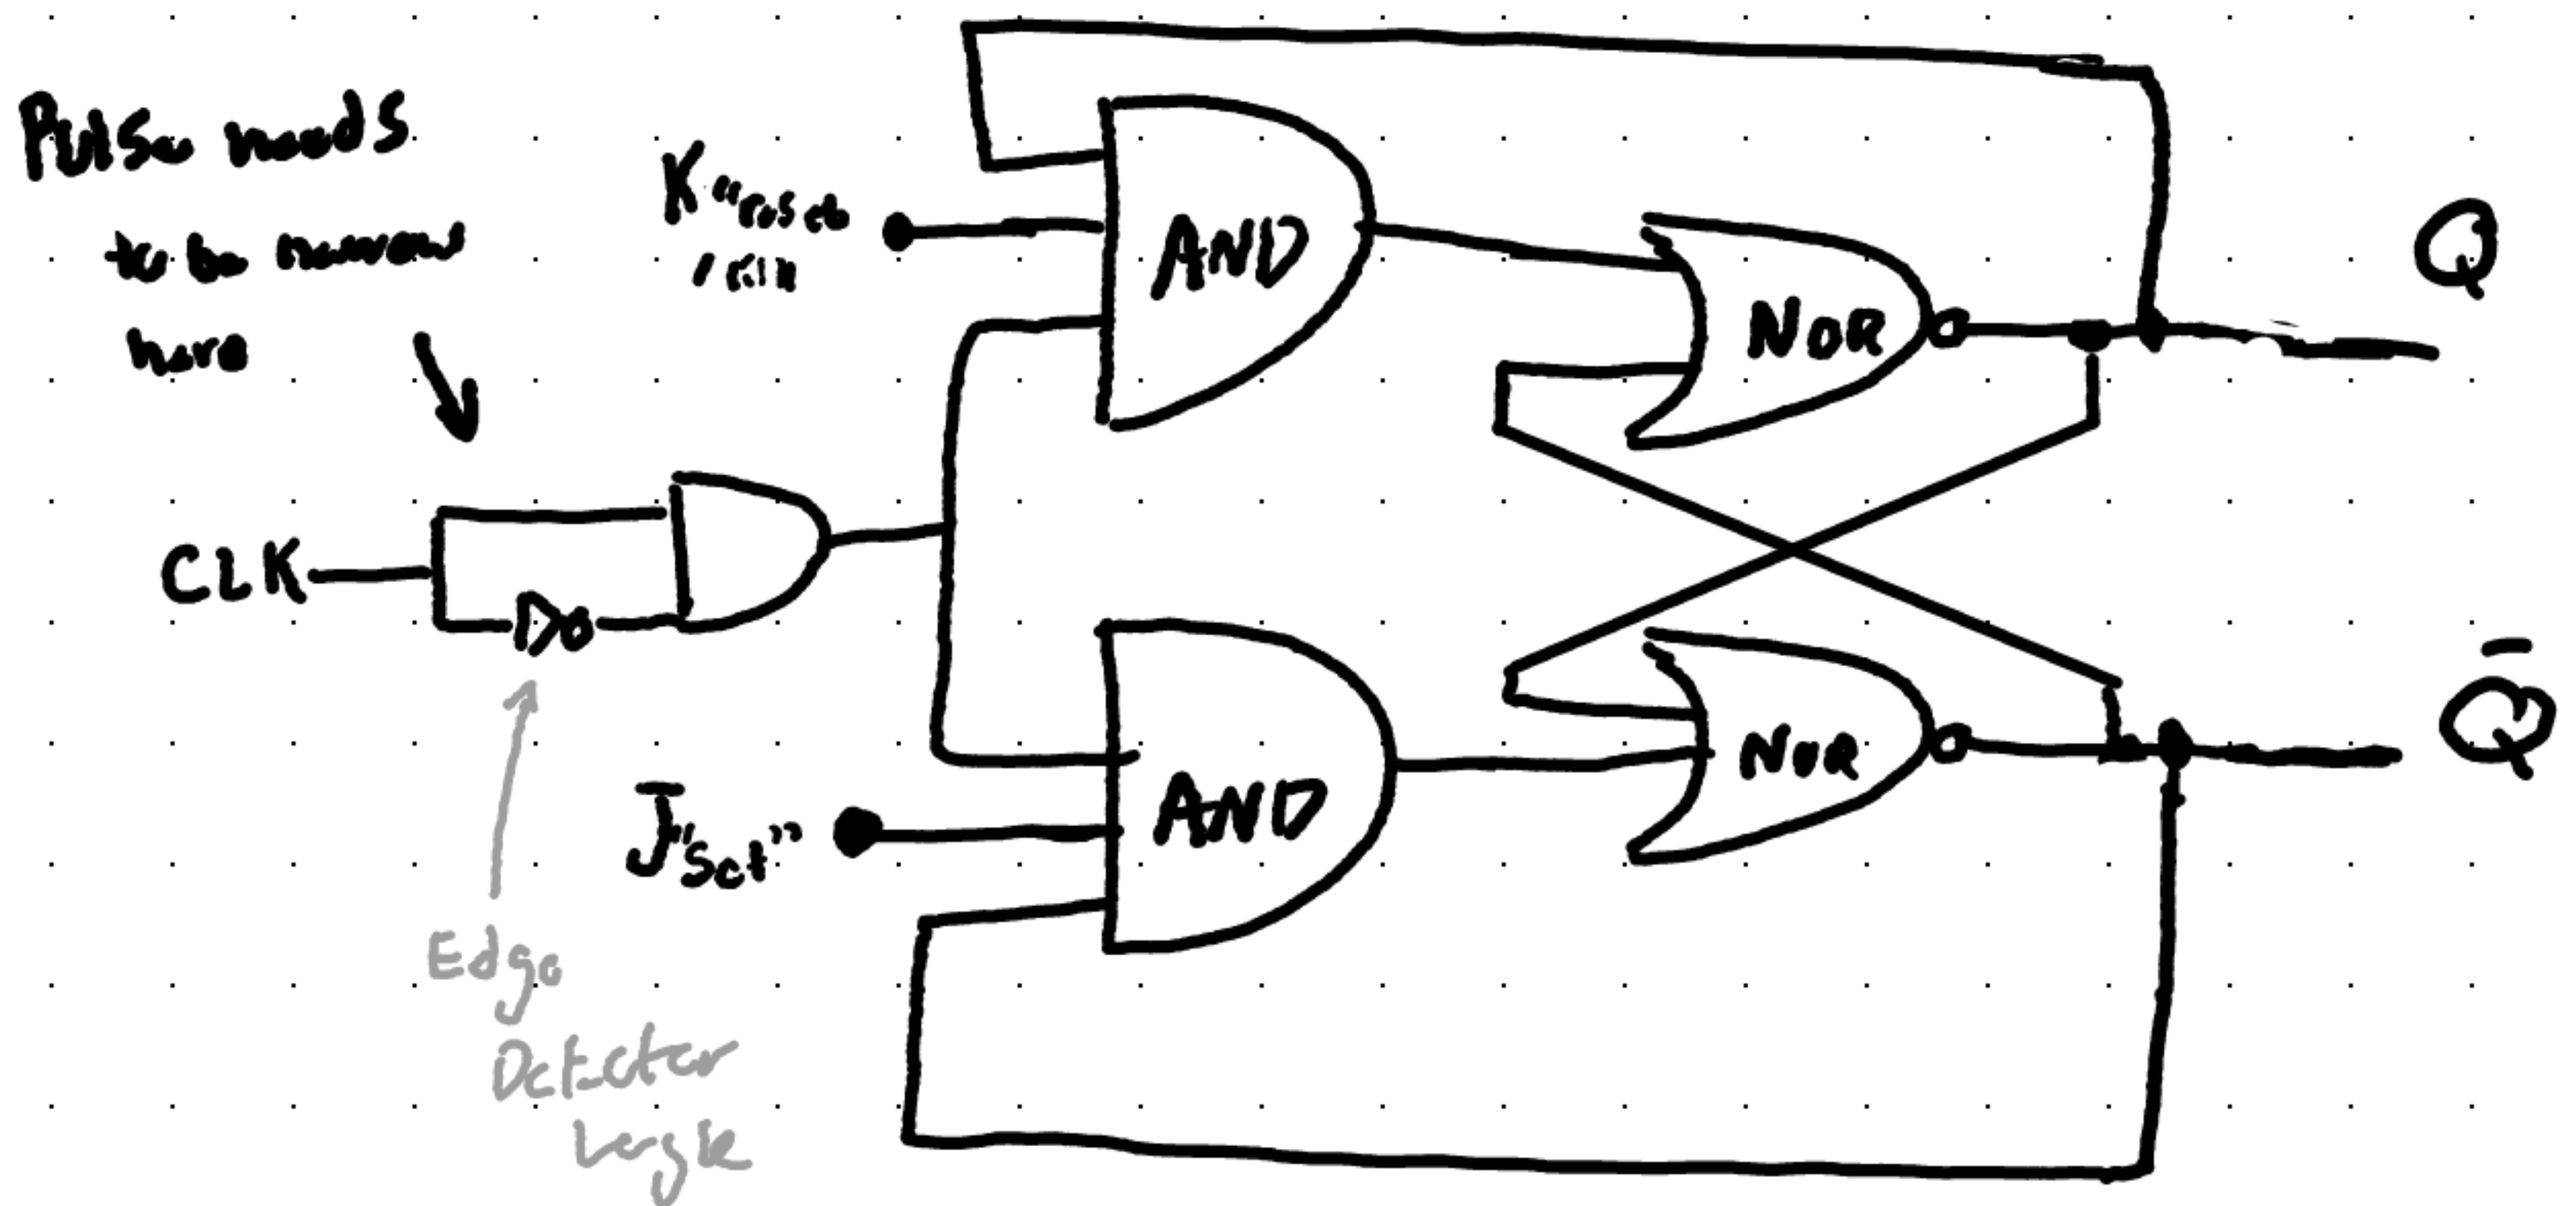 Pulse needs
to be narrow
here
K "reset
AND
NOR
Q
CLK
Edge
Detector
Logic
J "Set"
AND
NOR
Q̄